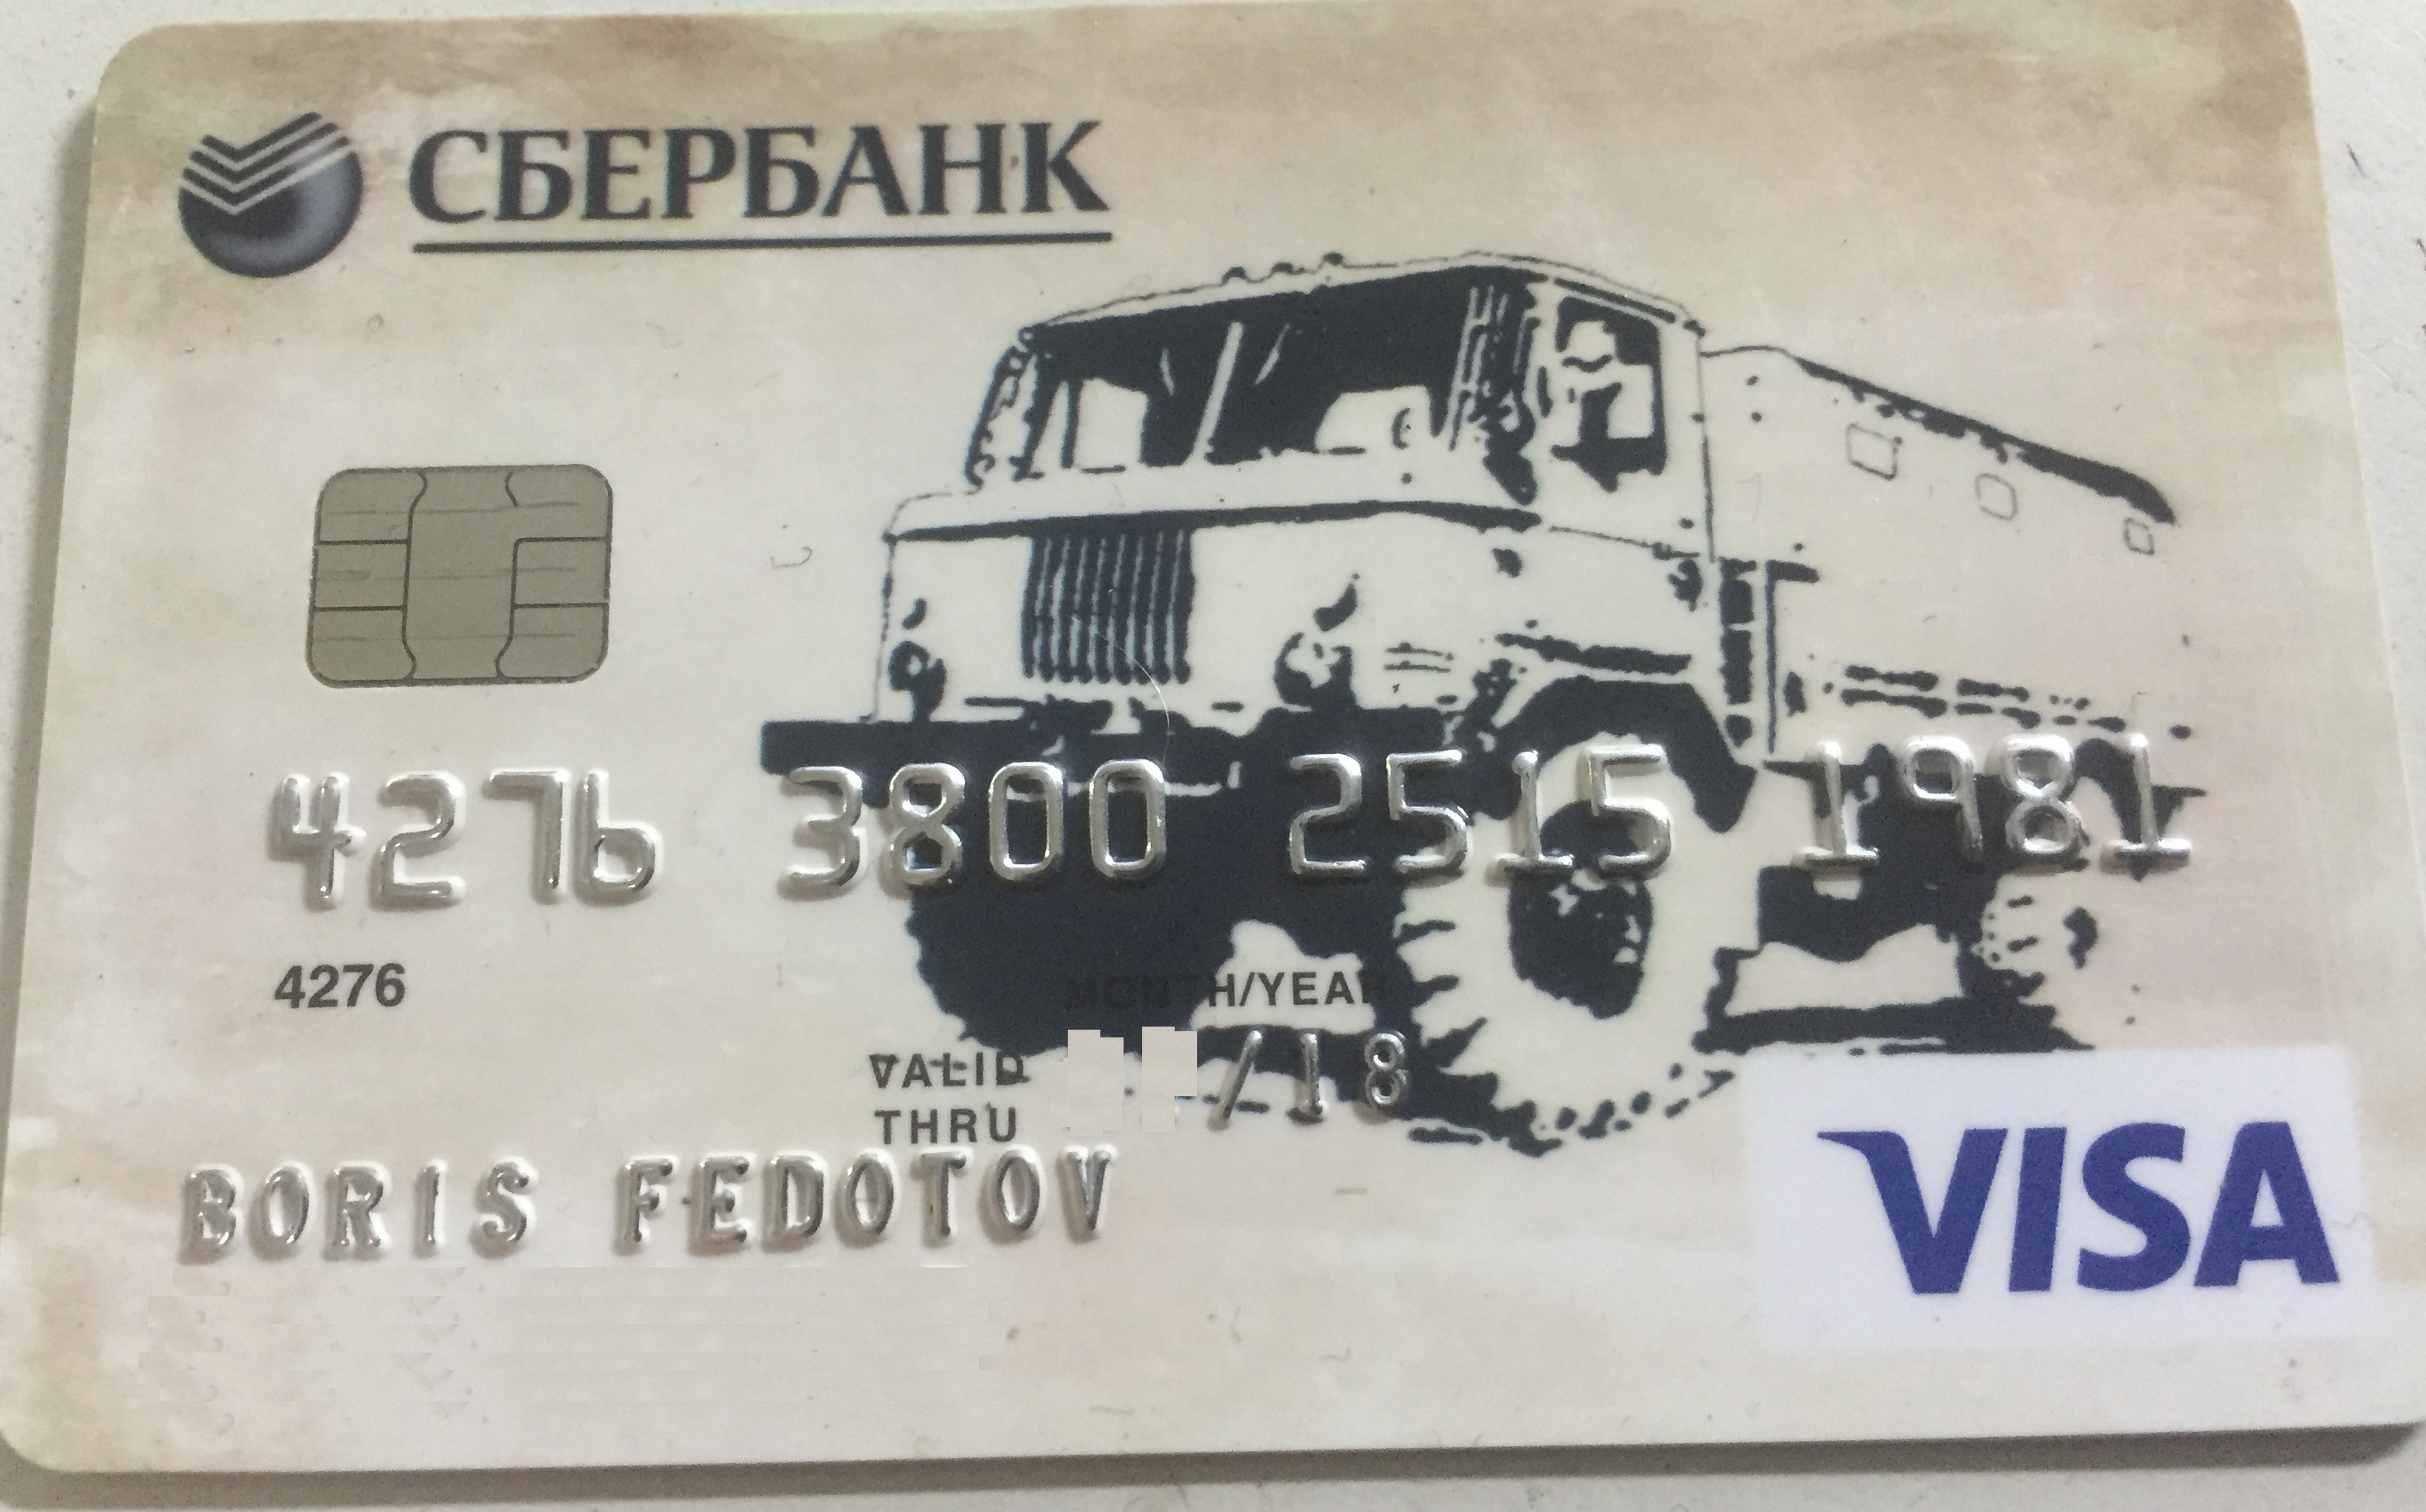 СБЕРБАНК
4276 3800 2515 1981
4276
MONTH/YEAR
VALID
THRU
/18
BORIS FEDOTOV
VISA